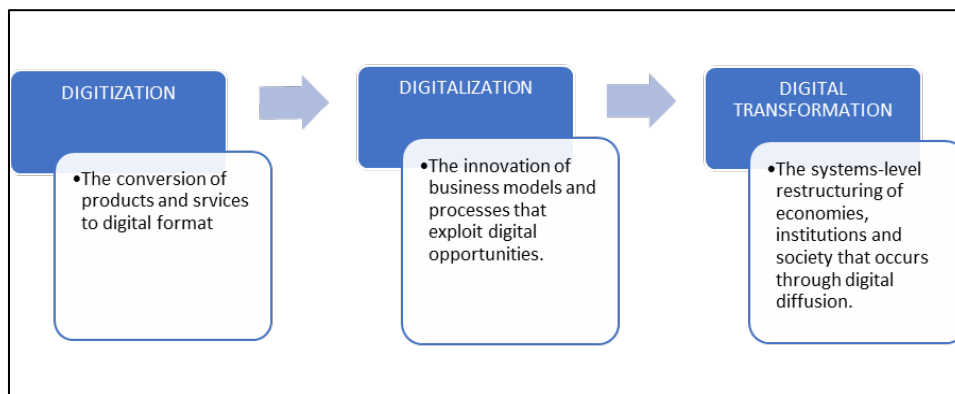 DIGITIZATION
•The conversion of
products and srvices
to digital format
DIGITALIZATION
•The innovation of
business models and
processes that
exploit digital
opportunities.
DIGITAL
TRANSFORMATION
•The systems-level
restructuring of
economies,
institutions and
society that occurs
through digital
diffusion.